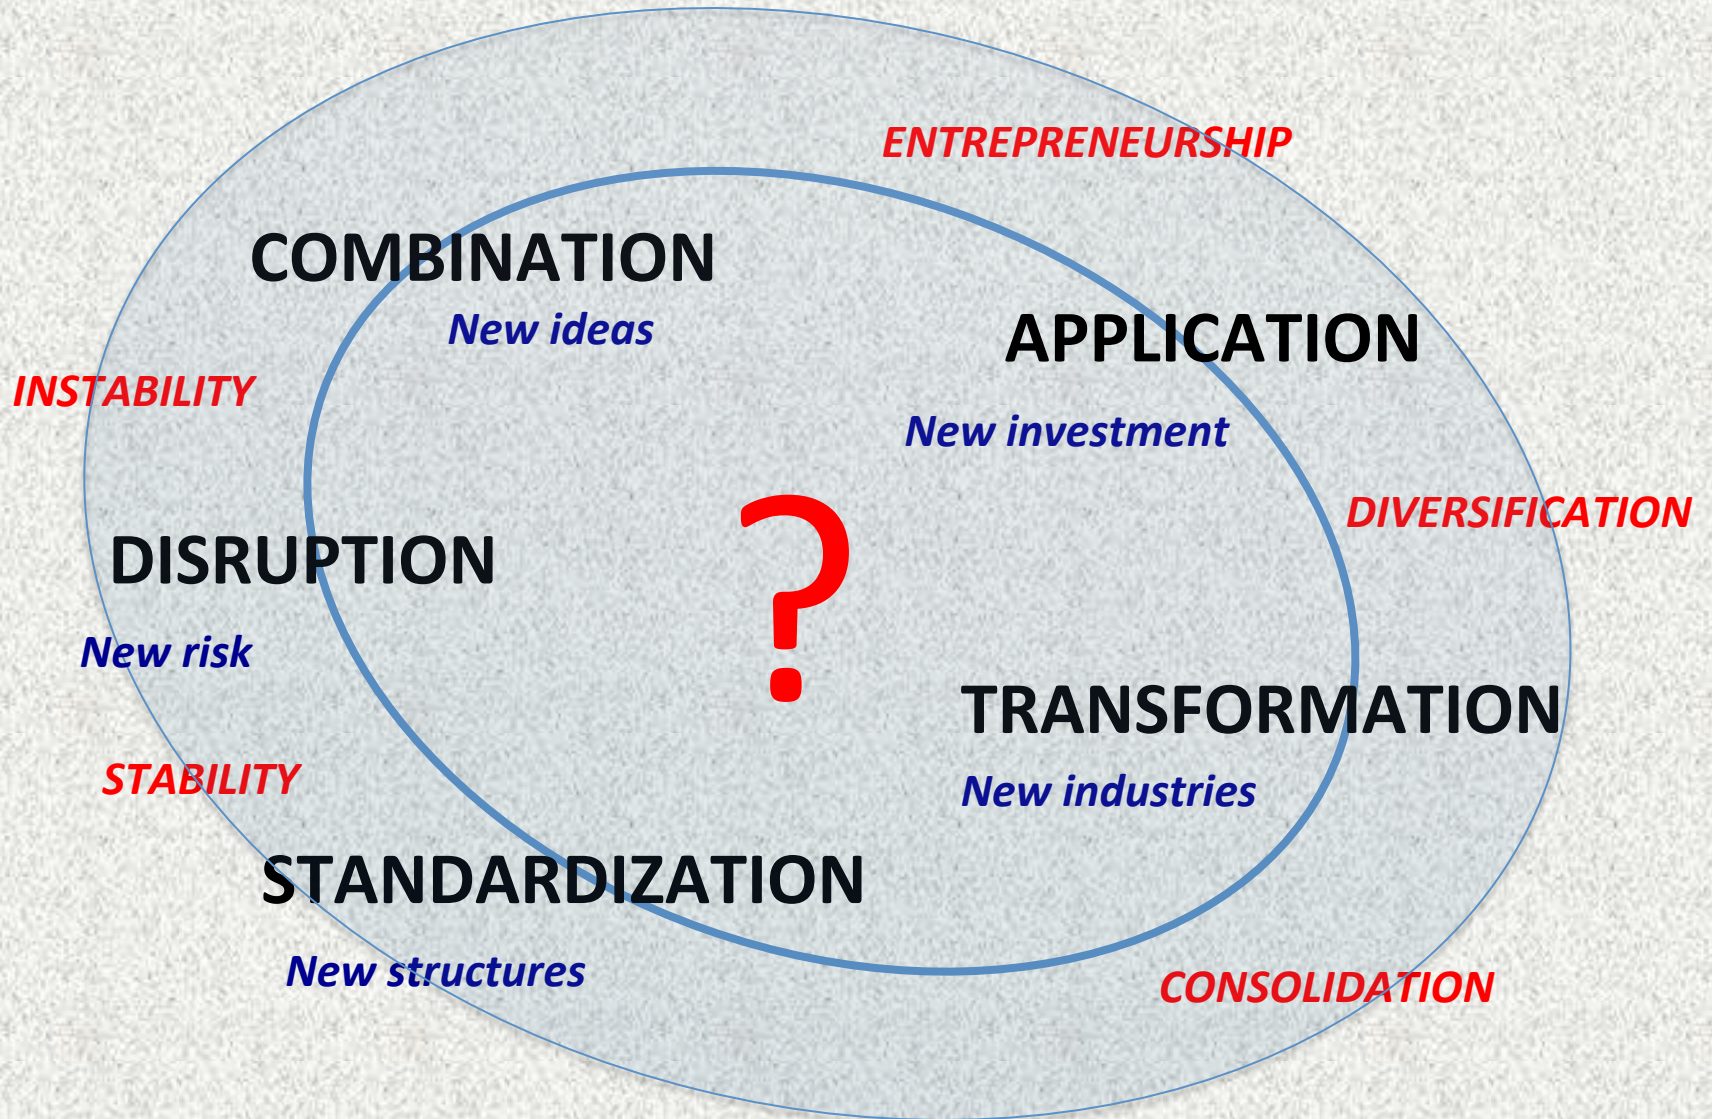 ENTREPRENEURSHIP
COMBINATION
New ideas
APPLICATION
INSTABILITY
New investment
DIVERSIFICATION
?
DISRUPTION
New risk
TRANSFORMATION
STABILITY
New industries
STANDARDIZATION
New structures
CONSOLIDATION